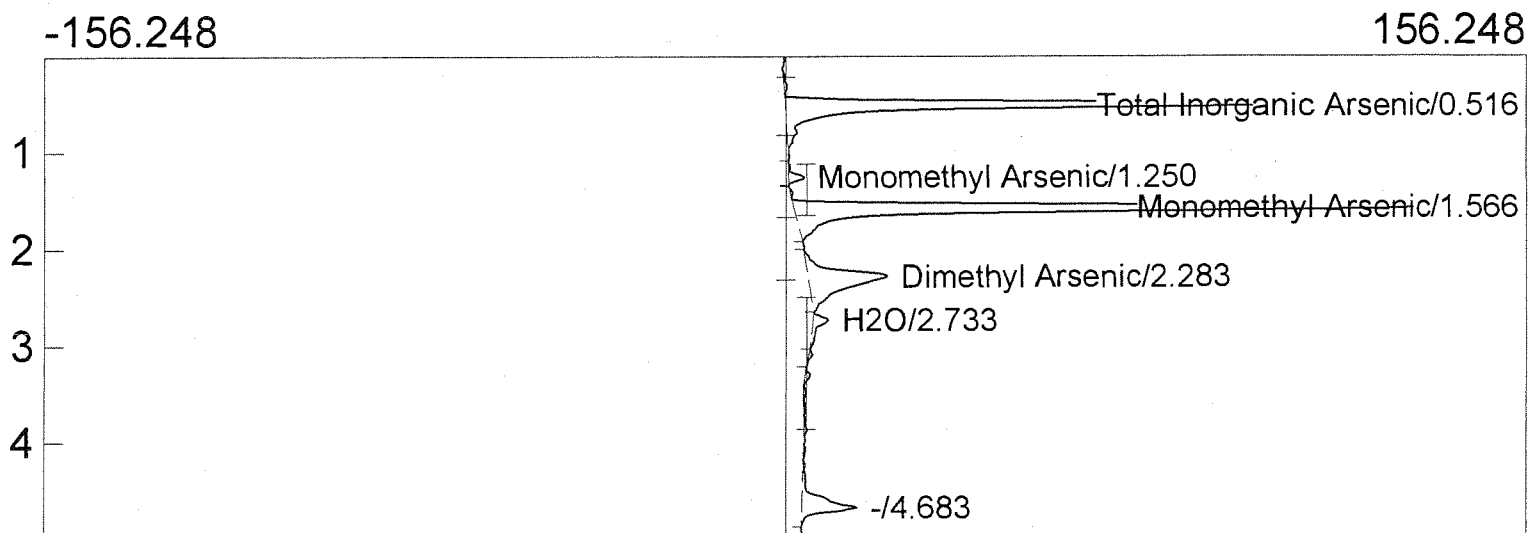 -156.248 156.248
Total Inorganic Arsenic/0.516
1
Monomethyl Arsenic/1.250
Monomethyl Arsenic/1.566
2
Dimethyl Arsenic/2.283
H2O/2.733
3
4
-/4.683